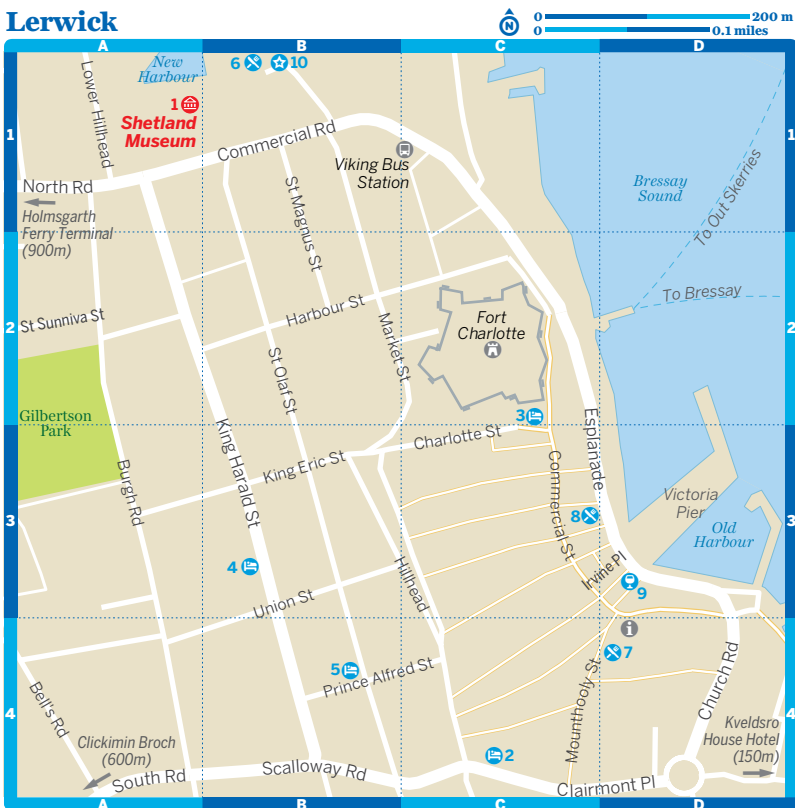 Lerwick
N
0 200 m
0 0.1 miles
A B C D
New
Harbour
6 10
1
Shetland
Museum
Lower Hillhead
Commercial Rd
1 1
Viking Bus
Station
North Rd
Holmsgarth
Ferry Terminal
(900m)
St Magnus St
Bressay
Sound
To Out Skerries
To Bressay
St Sunniva St
Harbour St
2 2
Fort
Charlotte
Market St
St Olaf St
Gilbertson
Park
3
Esplanade
King Harald St
Charlotte St
King Eric St
Burgh Rd
Commercial St
Victoria
Pier
8
3 3
Old
Harbour
4
Hillhead
Irvine Pl
9
Union St
i
7
5
Prince Alfred St
Mounthooly St
Church Rd
Bell's Rd
4 4
Clickimin Broch
(600m)
Kveldsro
House Hotel
(150m)
2
South Rd
Scalloway Rd
Clairmont Pl
A B C D